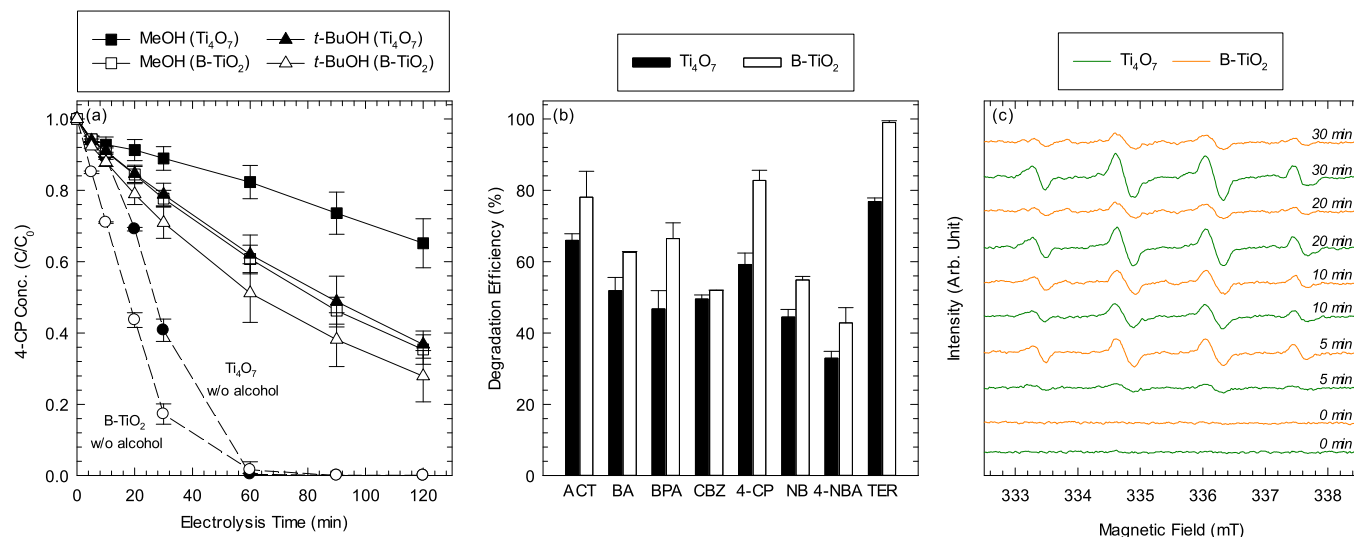 MeOH (Ti4O7)
t-BuOH (Ti4O7)
MeOH (B-TiO2)
t-BuOH (B-TiO2)
(a)
4-CP Conc. (C/C0)
1.0
0.8
0.6
0.4
0.2
0.0
Ti4O7
w/o alcohol
B-TiO2
w/o alcohol
0
20
40
60
80
100
120
Electrolysis Time (min)
Ti4O7
B-TiO2
(b)
Degradation Efficiency (%)
100
80
60
40
20
0
ACT
BA
BPA
CBZ
4-CP
NB
4-NBA
TER
Ti4O7
B-TiO2
(c)
Intensity (Arb. Unit)
30 min
30 min
20 min
20 min
10 min
10 min
5 min
5 min
0 min
0 min
333
334
335
336
337
338
Magnetic Field (mT)